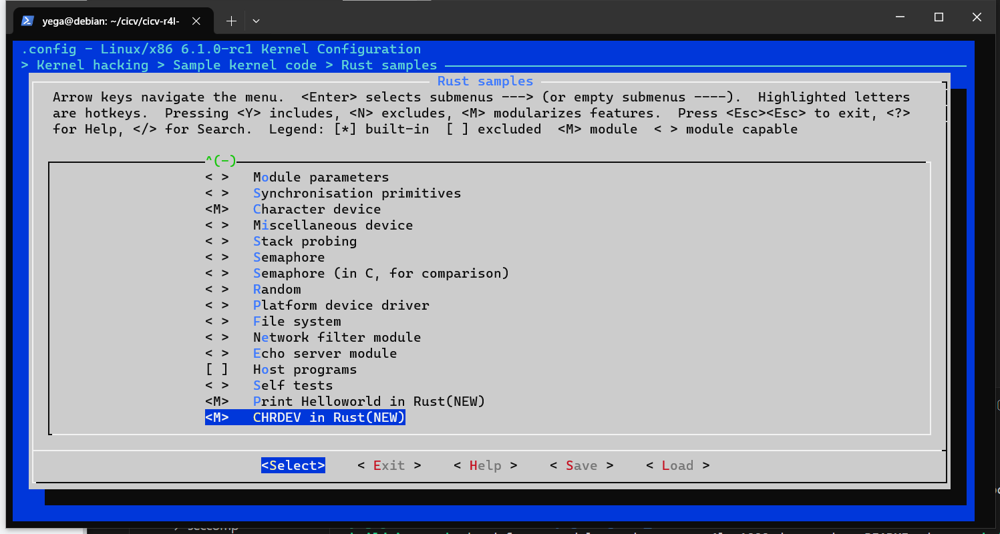 yega@debian: ~/cicv/cicv-r4l-
.config - Linux/x86 6.1.0-rc1 Kernel Configuration
> Kernel hacking > Sample kernel code > Rust samples
Rust samples
Arrow keys navigate the menu.  <Enter> selects submenus ---> (or empty submenus ----).  Highlighted letters
are hotkeys.  Pressing <Y> includes, <N> excludes, <M> modularizes features.  Press <Esc><Esc> to exit, <?>
for Help, </> for Search.  Legend: [*] built-in  [ ] excluded  <M> module  < > module capable
^(-)
< >   Module parameters
< >   Synchronisation primitives
<M>   Character device
< >   Miscellaneous device
< >   Stack probing
< >   Semaphore
< >   Semaphore (in C, for comparison)
< >   Random
< >   Platform device driver
< >   File system
< >   Network filter module
< >   Echo server module
[ ]   Host programs
< >   Self tests
<M>   Print Helloworld in Rust(NEW)
<M>   CHRDEV in Rust(NEW)
<Select>    < Exit >    < Help >    < Save >    < Load >